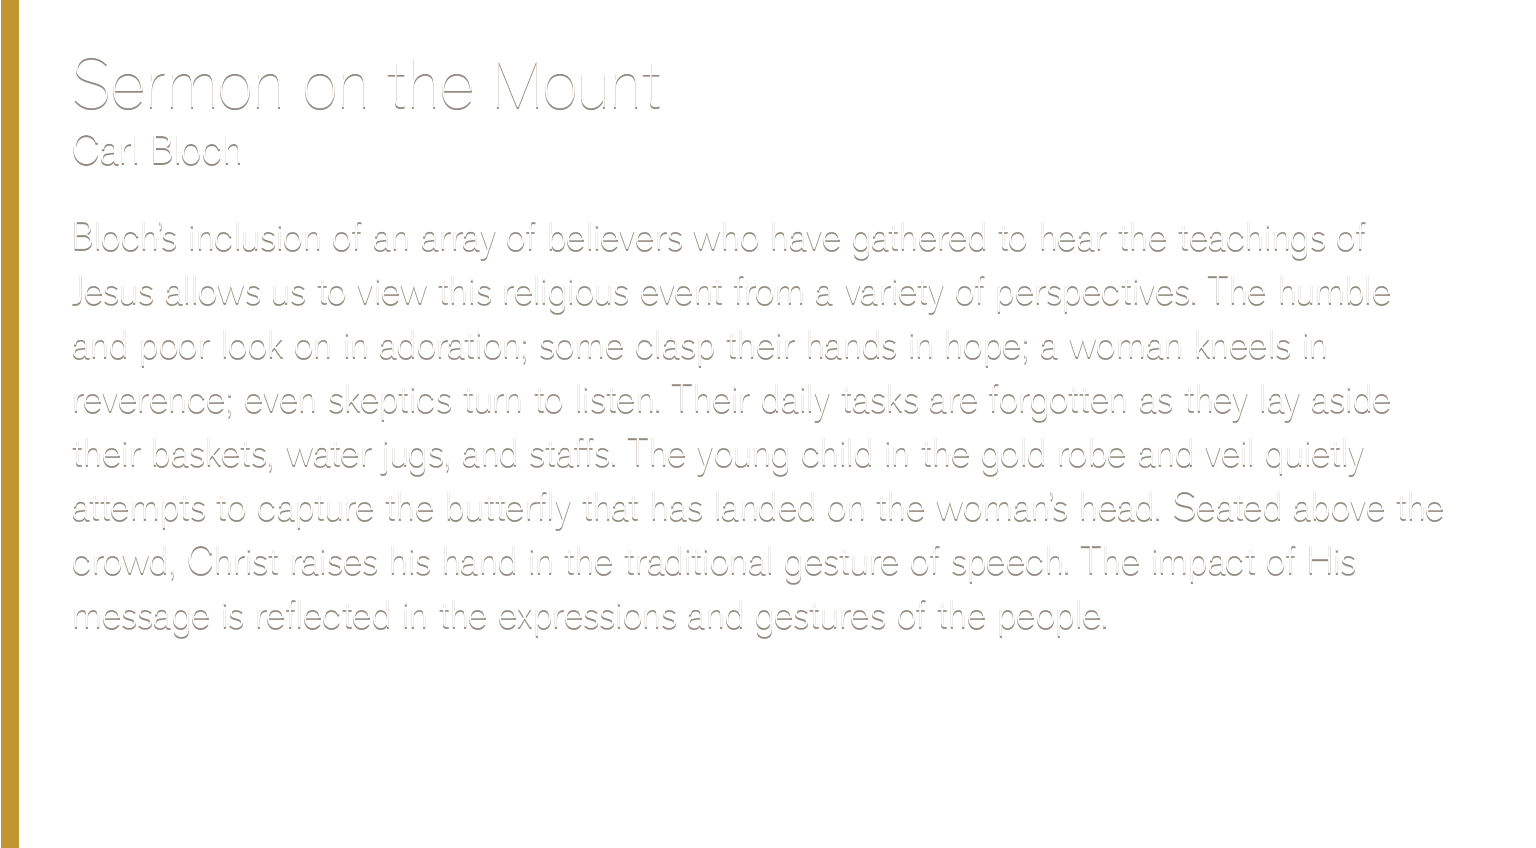 Sermon on the Mount
Carl Bloch
Bloch’s inclusion of an array of believers who have gathered to hear the teachings of
Jesus allows us to view this religious event from a variety of perspectives. The humble
and poor look on in adoration; some clasp their hands in hope; a woman kneels in
reverence; even skeptics turn to listen. Their daily tasks are forgotten as they lay aside
their baskets, water jugs, and staffs. The young child in the gold robe and veil quietly
attempts to capture the butterfly that has landed on the woman’s head. Seated above the
crowd, Christ raises his hand in the traditional gesture of speech. The impact of His
message is reflected in the expressions and gestures of the people.